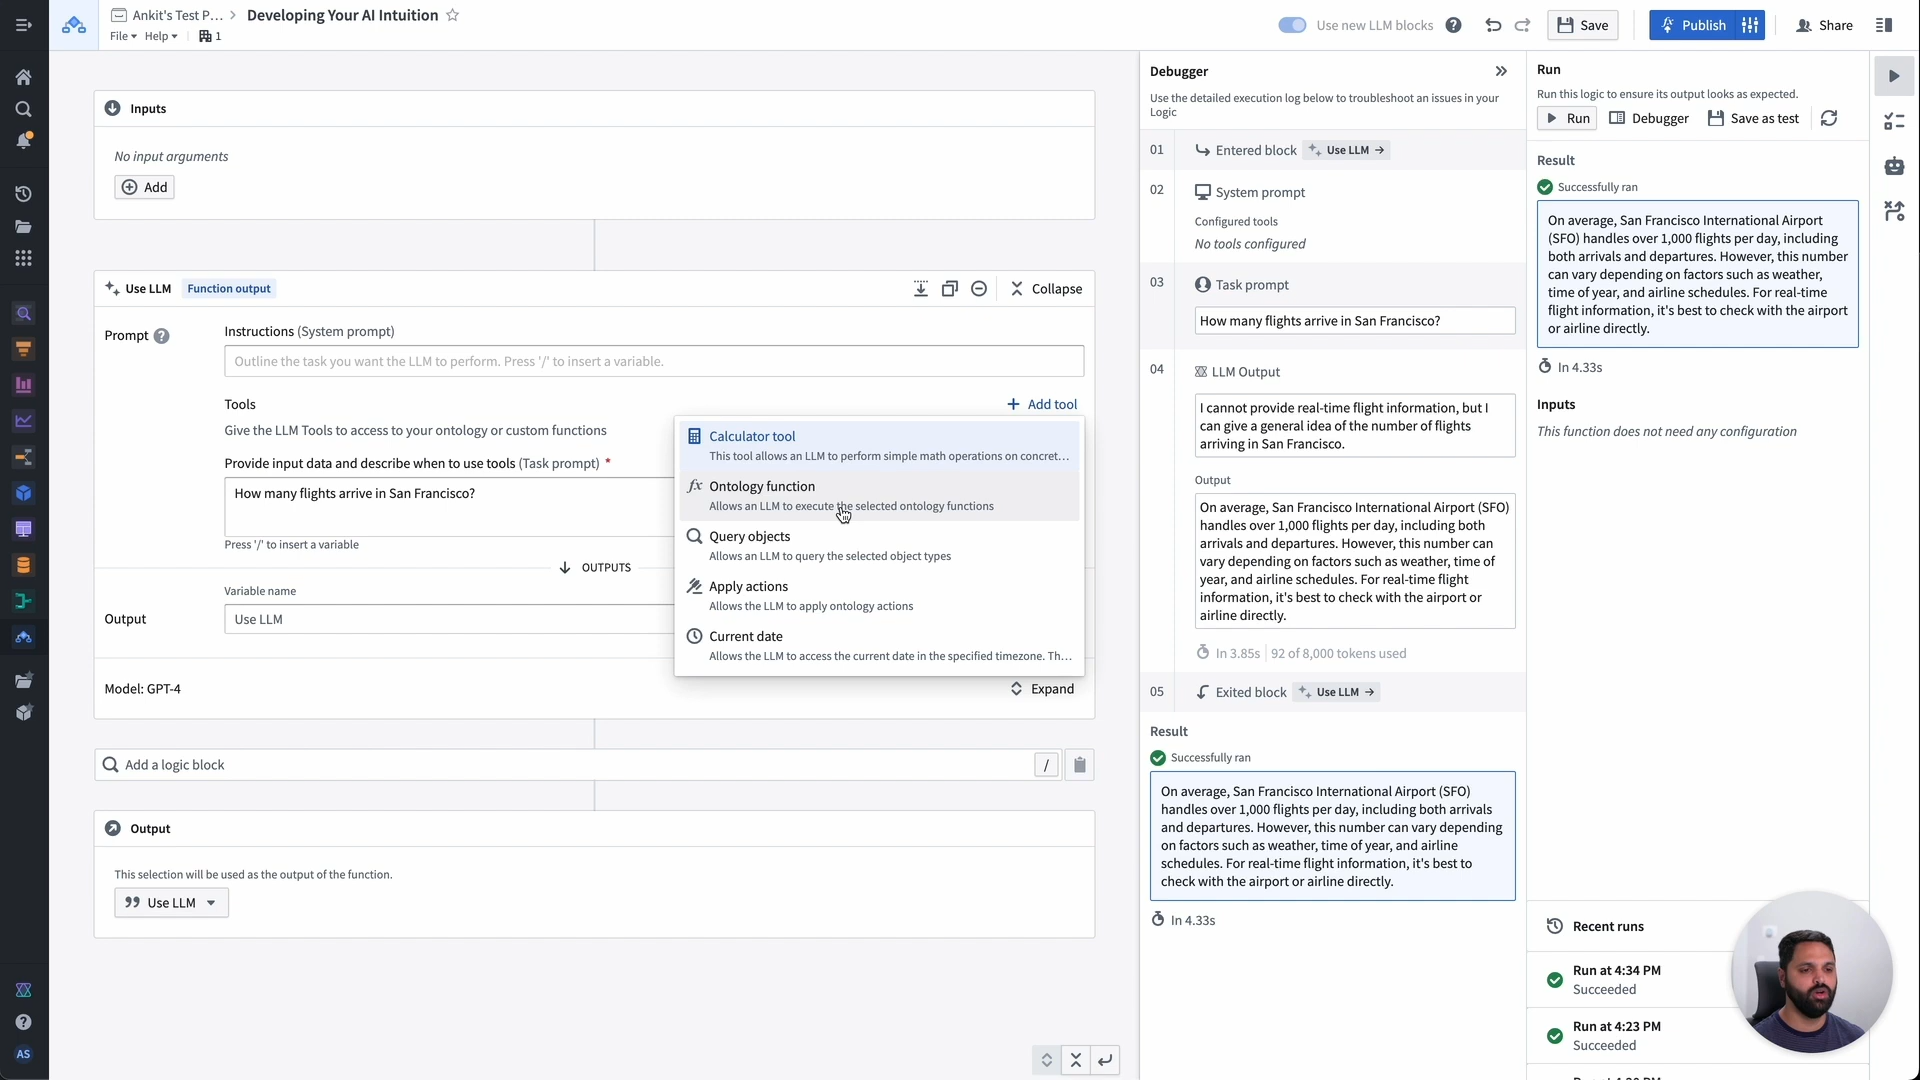 Ankit's Test P... > Developing Your AI Intuition
File Help 1
Use new LLM blocks
Save
Publish
Share
Inputs
No input arguments
Add
Use LLM Function output
Collapse
Prompt
Instructions (System prompt)
Outline the task you want the LLM to perform. Press '/' to insert a variable.
Tools
Add tool
Give the LLM Tools to access to your ontology or custom functions
Provide input data and describe when to use tools (Task prompt) *
How many flights arrive in San Francisco?
Press '/' to insert a variable
Calculator tool
This tool allows an LLM to perform simple math operations on concret...
Ontology function
Allows an LLM to execute the selected ontology functions
Query objects
Allows an LLM to query the selected object types
Apply actions
Allows the LLM to apply ontology actions
Current date
Allows the LLM to access the current date in the specified timezone. Th...
OUTPUTS
Variable name
Output
Use LLM
Model: GPT-4
Expand
Add a logic block
/
Output
This selection will be used as the output of the function.
Use LLM
AS
Debugger
Use the detailed execution log below to troubleshoot an issues in your
Logic
01 Entered block Use LLM →
02 System prompt
Configured tools
No tools configured
03 Task prompt
How many flights arrive in San Francisco?
04 LLM Output
I cannot provide real-time flight information, but I
can give a general idea of the number of flights
arriving in San Francisco.
Output
On average, San Francisco International Airport (SFO)
handles over 1,000 flights per day, including both
arrivals and departures. However, this number can
vary depending on factors such as weather, time of
year, and airline schedules. For real-time flight
information, it's best to check with the airport or
airline directly.
In 3.85s 92 of 8,000 tokens used
05 Exited block Use LLM →
Result
Successfully ran
On average, San Francisco International Airport (SFO)
handles over 1,000 flights per day, including both arrivals
and departures. However, this number can vary depending
on factors such as weather, time of year, and airline
schedules. For real-time flight information, it's best to
check with the airport or airline directly.
In 4.33s
Run
Run this logic to ensure its output looks as expected.
Run Debugger Save as test
Result
Successfully ran
On average, San Francisco International Airport
(SFO) handles over 1,000 flights per day, including
both arrivals and departures. However, this number
can vary depending on factors such as weather,
time of year, and airline schedules. For real-time
flight information, it's best to check with the airport
or airline directly.
In 4.33s
Inputs
This function does not need any configuration
Recent runs
Run at 4:34 PM
Succeeded
Run at 4:23 PM
Succeeded